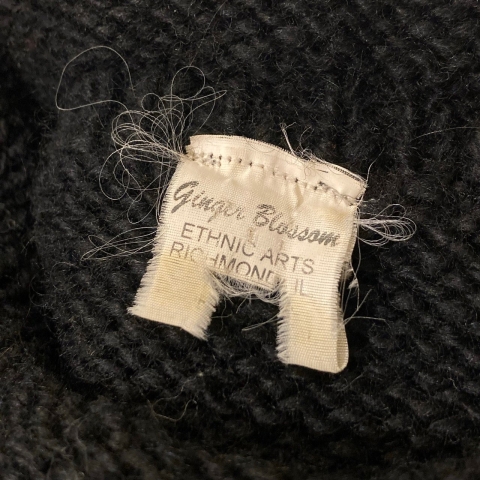 Ginger Blossom
ETHNIC ARTS
RICHMOND IL